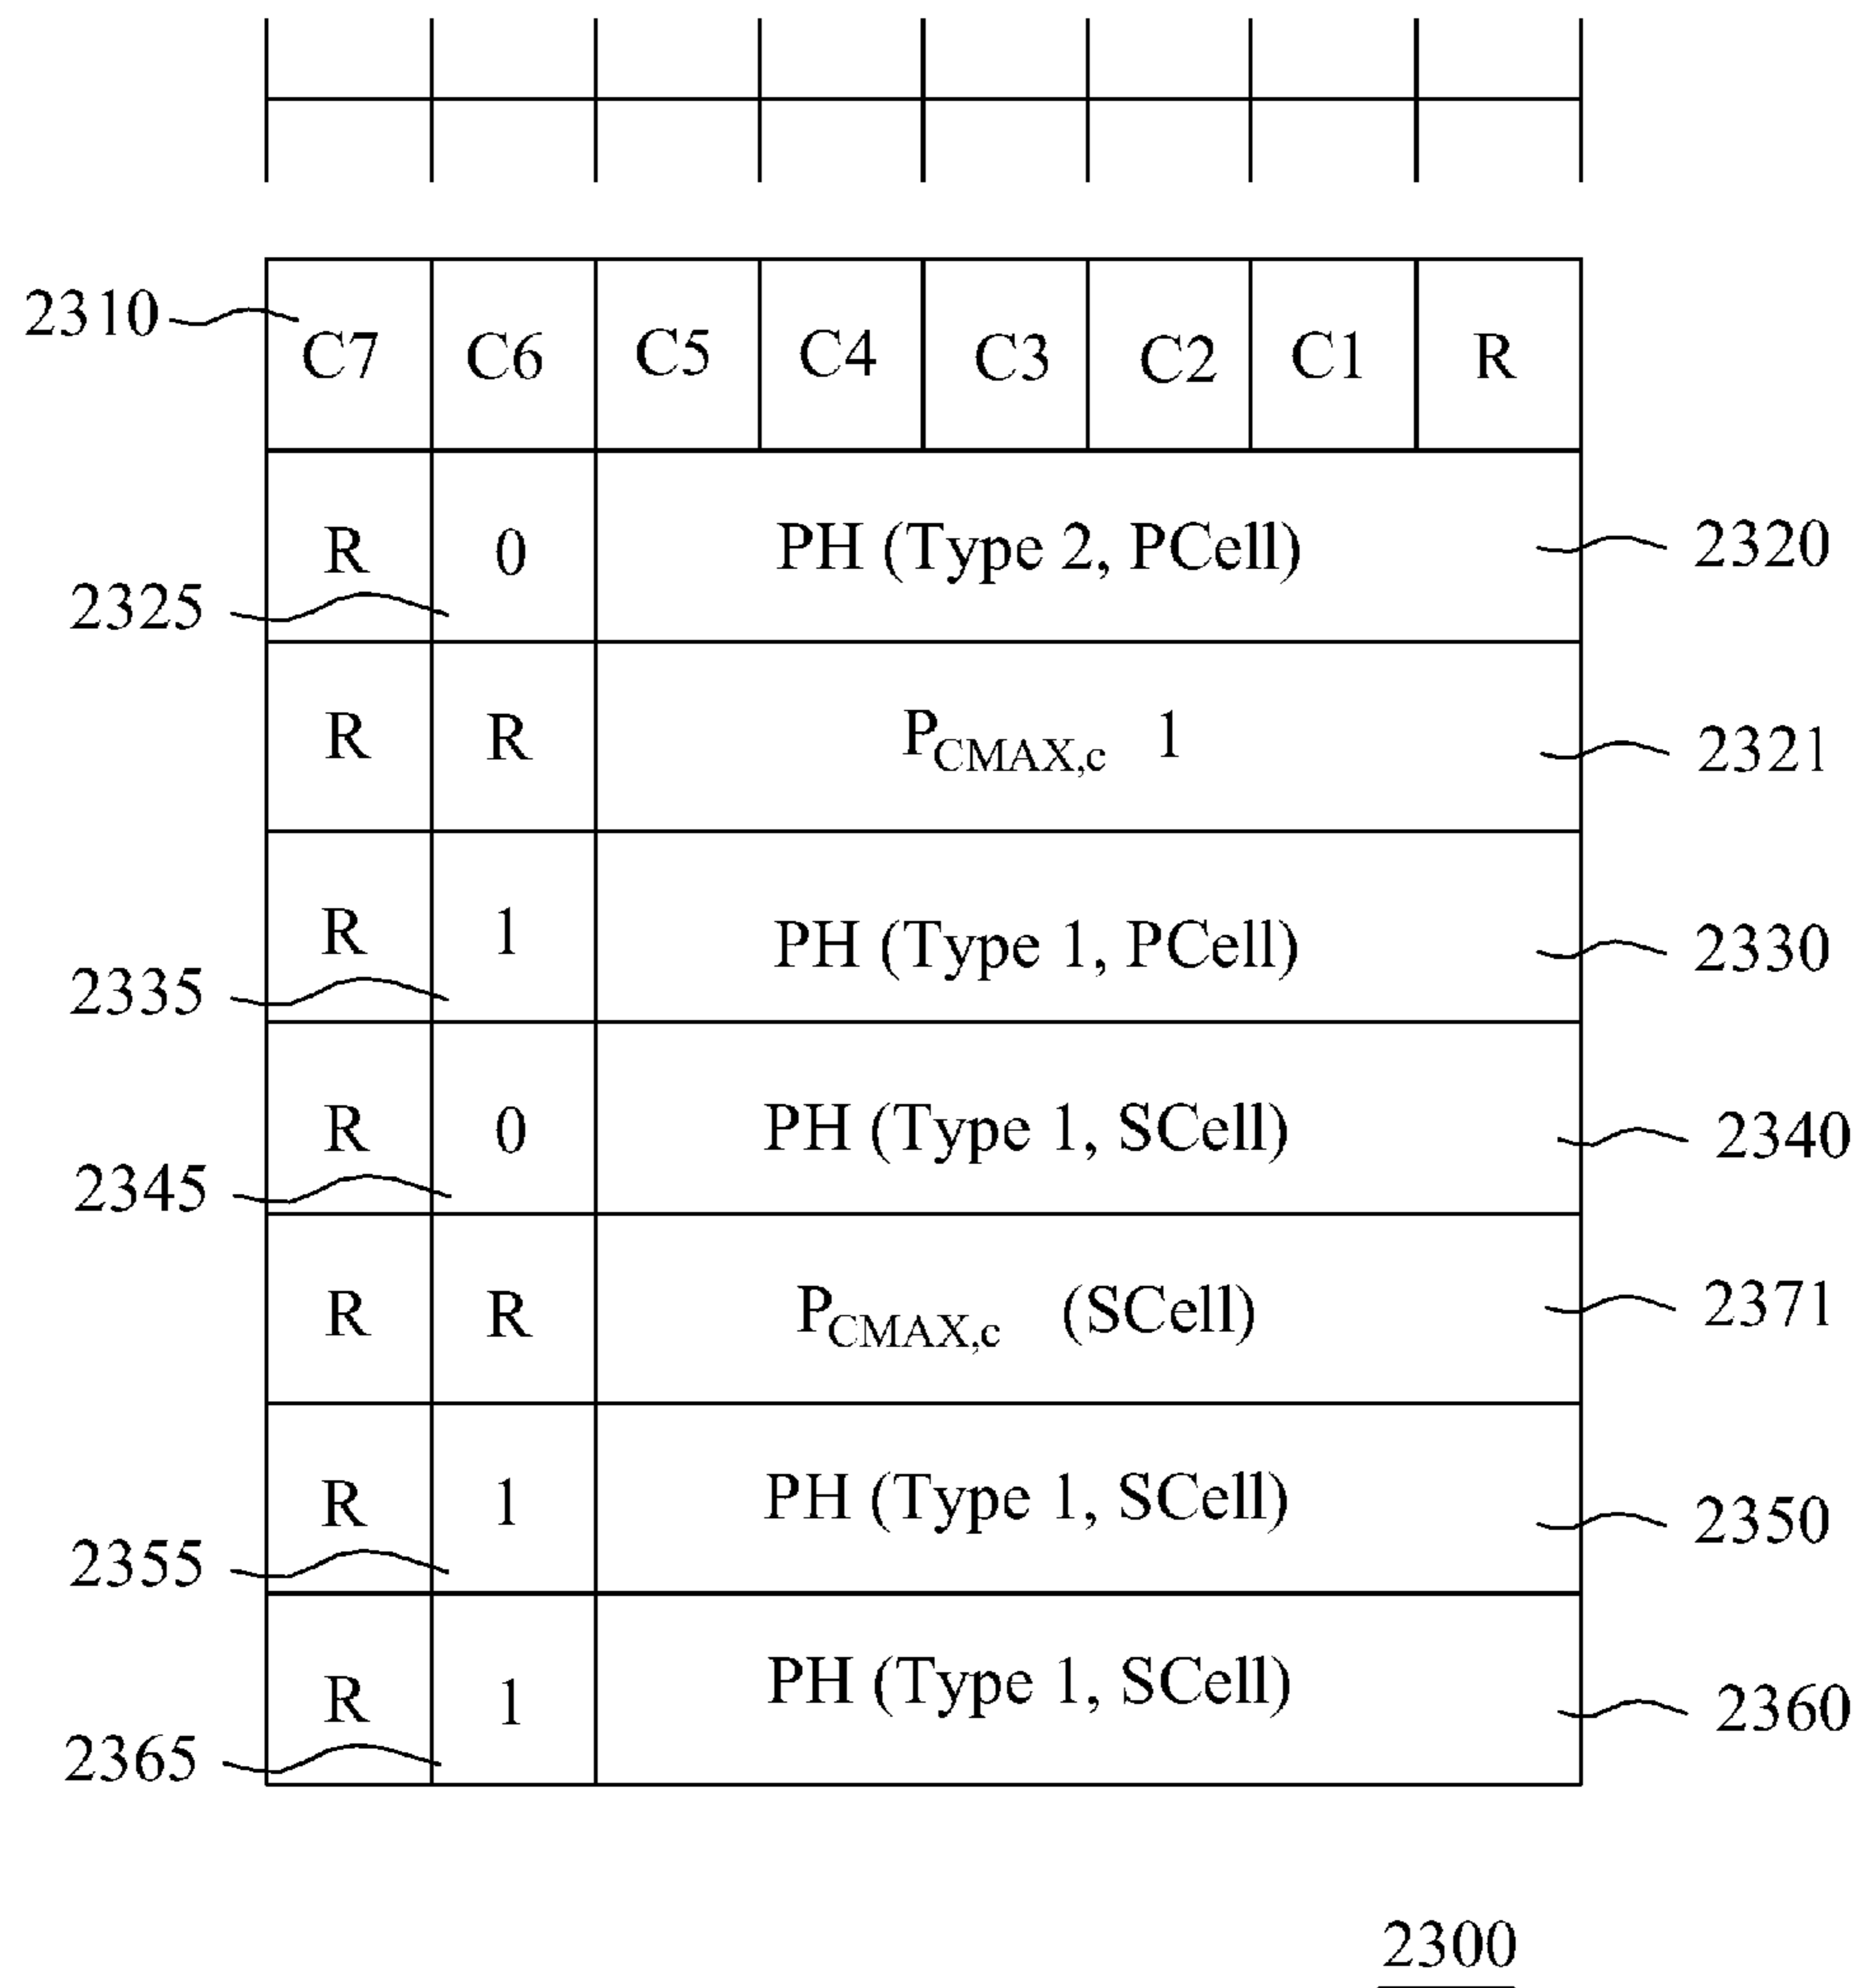 2310 C7 C6 C5 C4 C3 C2 C1 R
R 0 PH (Type 2, PCell) 2320
2325
R R PCMAX,c 1 2321
R 1 PH (Type 1, PCell) 2330
2335
R 0 PH (Type 1, SCell) 2340
2345
R R PCMAX,c (SCell) 2371
R 1 PH (Type 1, SCell) 2350
2355
R 1 PH (Type 1, SCell) 2360
2365
2300